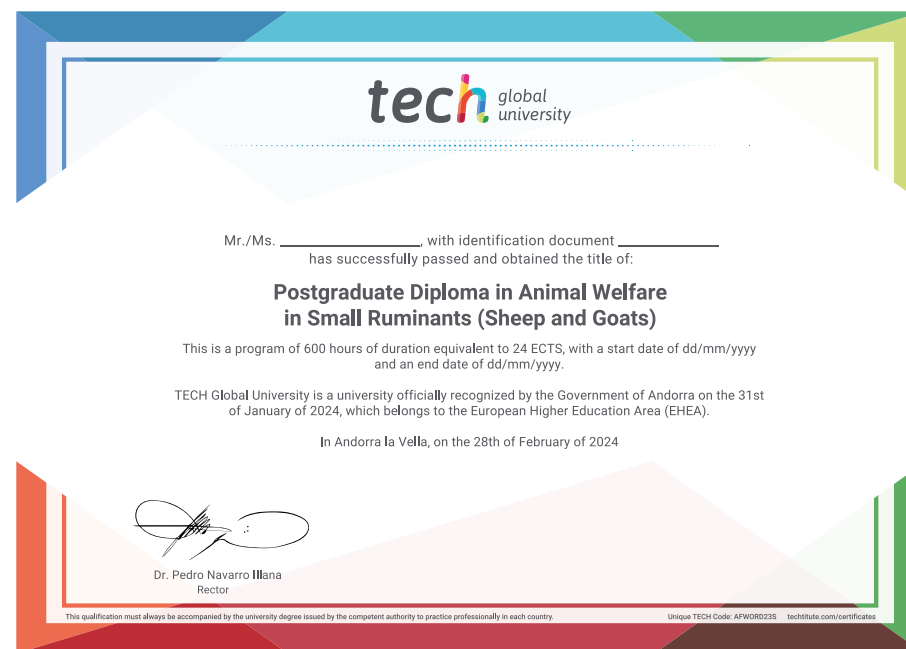 tech global
university
Mr./Ms. ____________________, with identification document ______________
has successfully passed and obtained the title of:
Postgraduate Diploma in Animal Welfare
in Small Ruminants (Sheep and Goats)
This is a program of 600 hours of duration equivalent to 24 ECTS, with a start date of dd/mm/yyyy
and an end date of dd/mm/yyyy.
TECH Global University is a university officially recognized by the Government of Andorra on the 31st
of January of 2024, which belongs to the European Higher Education Area (EHEA).
In Andorra la Vella, on the 28th of February of 2024
Dr. Pedro Navarro Illana
Rector
This qualification must always be accompanied by the university degree issued by the competent authority to practice professionally in each country. Unique TECH Code: AFWORD23S techtitute.com/certificates